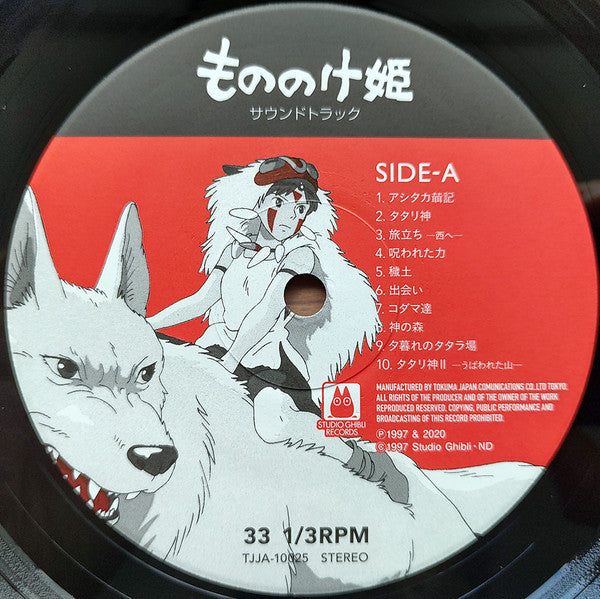 もののけ姫
サウンドトラック
SIDE-A
1. アシタカ𦻙記
2. タタリ神
3. 旅立ち ―西へ―
4. 呪われた力
5. 穢土
6. 出会い
7. コダマ達
8. 神の森
9. 夕暮れのタタラ場
10. タタリ神Ⅱ ―うばわれた山―
MANUFACTURED BY TOKUMA JAPAN COMUNICATIONS CO.,LTD TOKYO.
ALL RIGHTS OF THE PRODUCER AND OF THE OWNER OF THE WORK
REPRODUCED RESERVED. COPYING, PUBLIC PERFORMANCE AND
BROADCASTING OF THIS RECORD PROHIBITED.
STUDIO GHIBLI
RECORDS
Ⓟ1997 & 2020
©1997 Studio Ghibli・ND
33 1/3RPM
TJJA-10025 STEREO